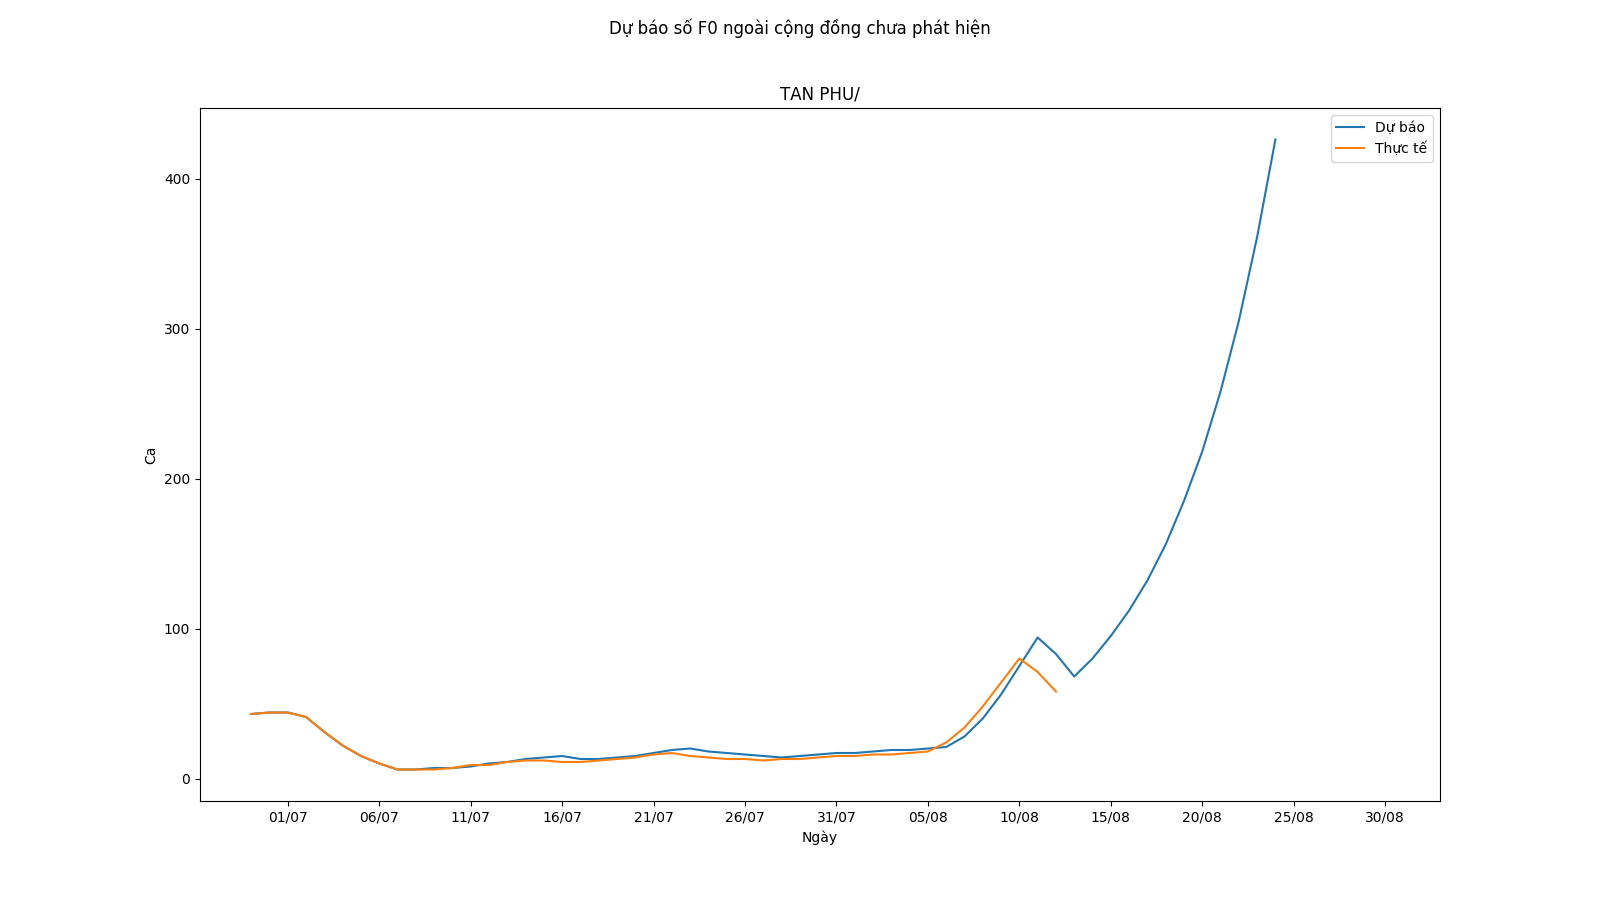 Dự báo số F0 ngoài cộng đồng chưa phát hiện
TAN PHU/
Dự báo
Thực tế
400
300
200
100
0
Ca
01/07 06/07 11/07 16/07 21/07 26/07 31/07 05/08 10/08 15/08 20/08 25/08 30/08
Ngày